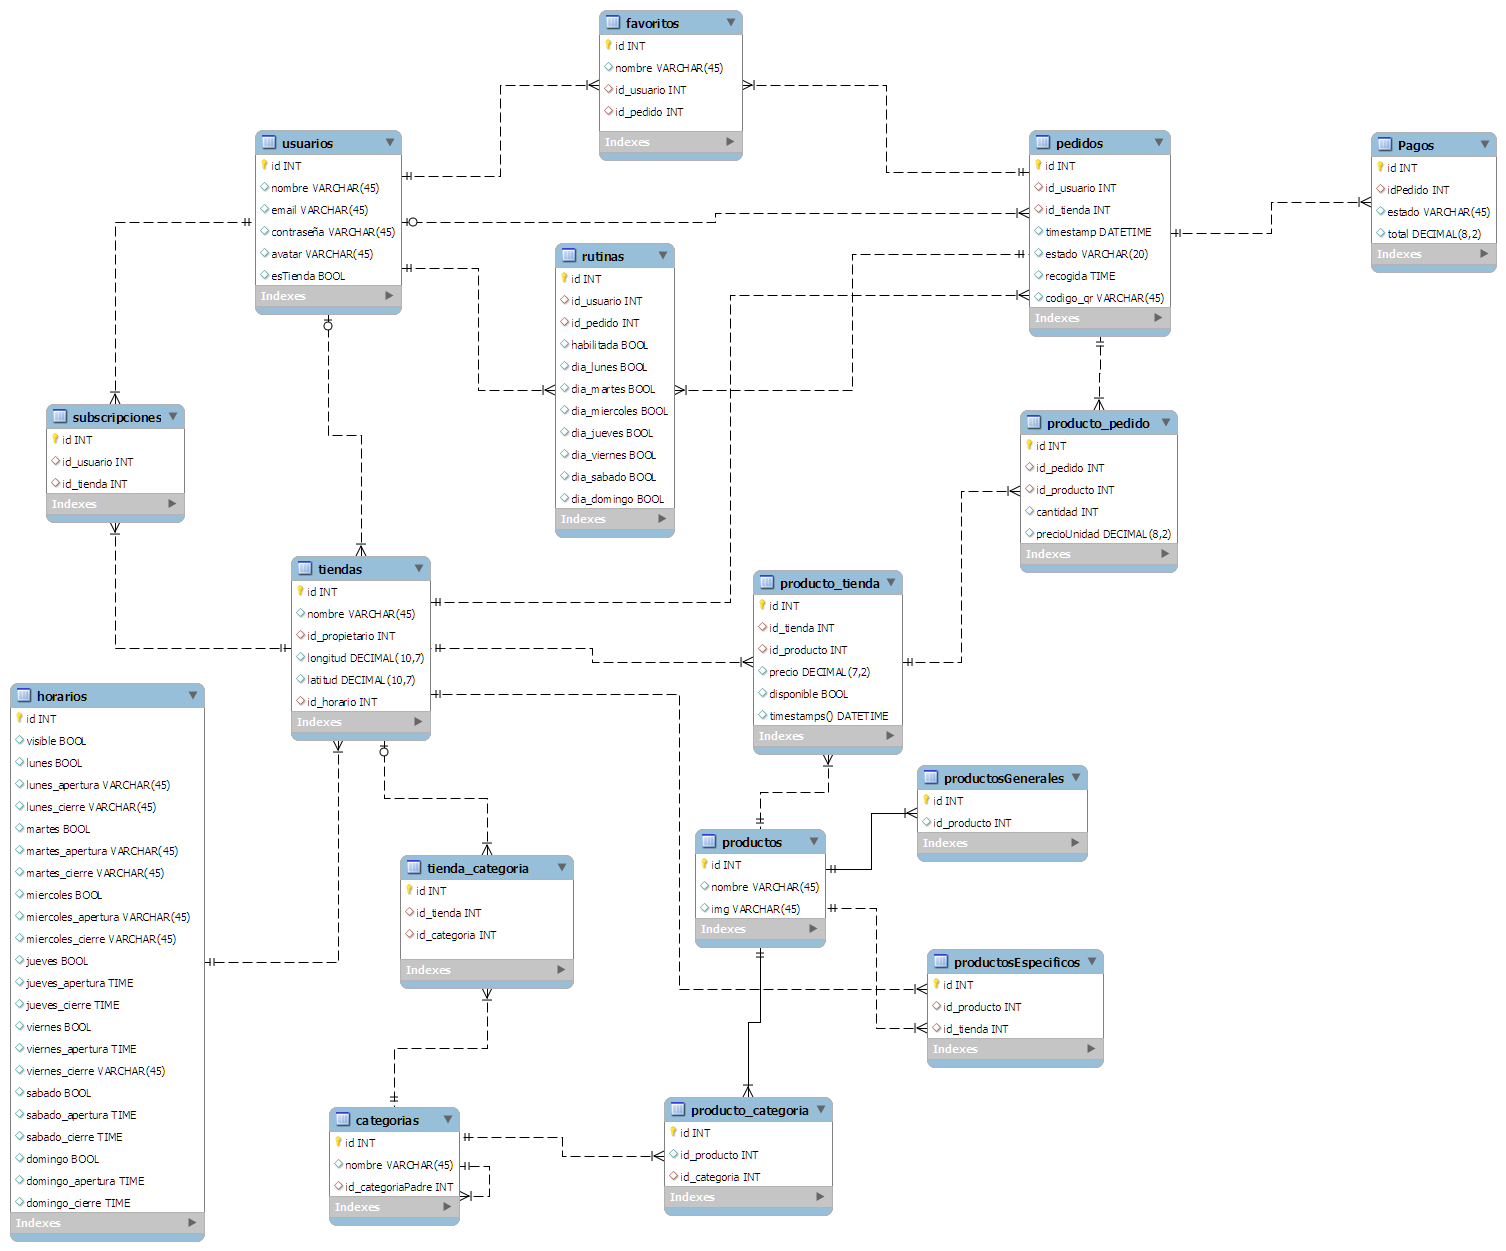 favoritos
id INT
nombre VARCHAR(45)
id_usuario INT
id_pedido INT
Indexes
usuarios
id INT
nombre VARCHAR(45)
email VARCHAR(45)
contraseña VARCHAR(45)
avatar VARCHAR(45)
esTienda BOOL
Indexes
pedidos
id INT
id_usuario INT
id_tienda INT
timestamp DATETIME
estado VARCHAR(20)
recogida TIME
codigo_qr VARCHAR(45)
Indexes
Pagos
id INT
idPedido INT
estado VARCHAR(45)
total DECIMAL(8,2)
Indexes
rutinas
id INT
id_usuario INT
id_pedido INT
habilitada BOOL
dia_lunes BOOL
dia_martes BOOL
dia_miercoles BOOL
dia_jueves BOOL
dia_viernes BOOL
dia_sabado BOOL
dia_domingo BOOL
Indexes
subscripciones
id INT
id_usuario INT
id_tienda INT
Indexes
producto_pedido
id INT
id_pedido INT
id_producto INT
cantidad INT
precioUnidad DECIMAL(8,2)
Indexes
tiendas
id INT
nombre VARCHAR(45)
id_propietario INT
longitud DECIMAL(10,7)
latitud DECIMAL(10,7)
id_horario INT
Indexes
producto_tienda
id INT
id_tienda INT
id_producto INT
precio DECIMAL(7,2)
disponible BOOL
timestamps() DATETIME
Indexes
horarios
id INT
visible BOOL
lunes BOOL
lunes_apertura VARCHAR(45)
lunes_cierre VARCHAR(45)
martes BOOL
martes_apertura VARCHAR(45)
martes_cierre VARCHAR(45)
miercoles BOOL
miercoles_apertura VARCHAR(45)
miercoles_cierre VARCHAR(45)
jueves BOOL
jueves_apertura TIME
jueves_cierre TIME
viernes BOOL
viernes_apertura TIME
viernes_cierre VARCHAR(45)
sabado BOOL
sabado_apertura TIME
sabado_cierre TIME
domingo BOOL
domingo_apertura TIME
domingo_cierre TIME
Indexes
productosGenerales
id INT
id_producto INT
Indexes
productos
id INT
nombre VARCHAR(45)
img VARCHAR(45)
Indexes
tienda_categoria
id INT
id_tienda INT
id_categoria INT
Indexes
productosEspecificos
id INT
id_producto INT
id_tienda INT
Indexes
categorias
id INT
nombre VARCHAR(45)
id_categoriaPadre INT
Indexes
producto_categoria
id INT
id_producto INT
id_categoria INT
Indexes